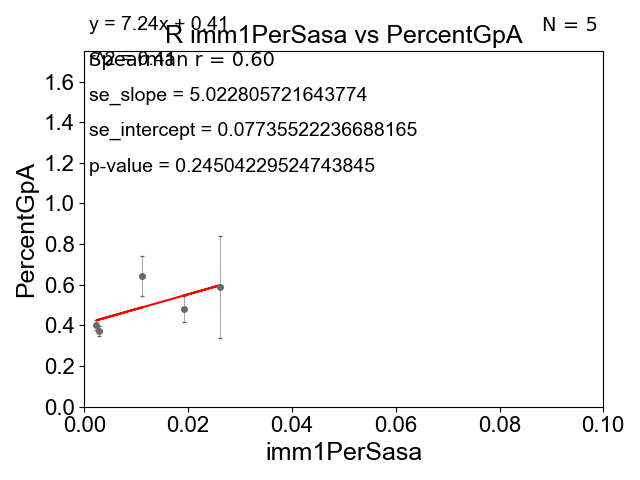 y = 7.24x + 0.41
N = 5
R imm1PerSasa vs PercentGpA
Spearman r = 0.60
se_slope = 5.022805721643774
se_intercept = 0.07735522236688165
p-value = 0.24504229524743845
PercentGpA
1.6
1.4
1.2
1.0
0.8
0.6
0.4
0.2
0.0
0.00 0.02 0.04 0.06 0.08 0.10
imm1PerSasa